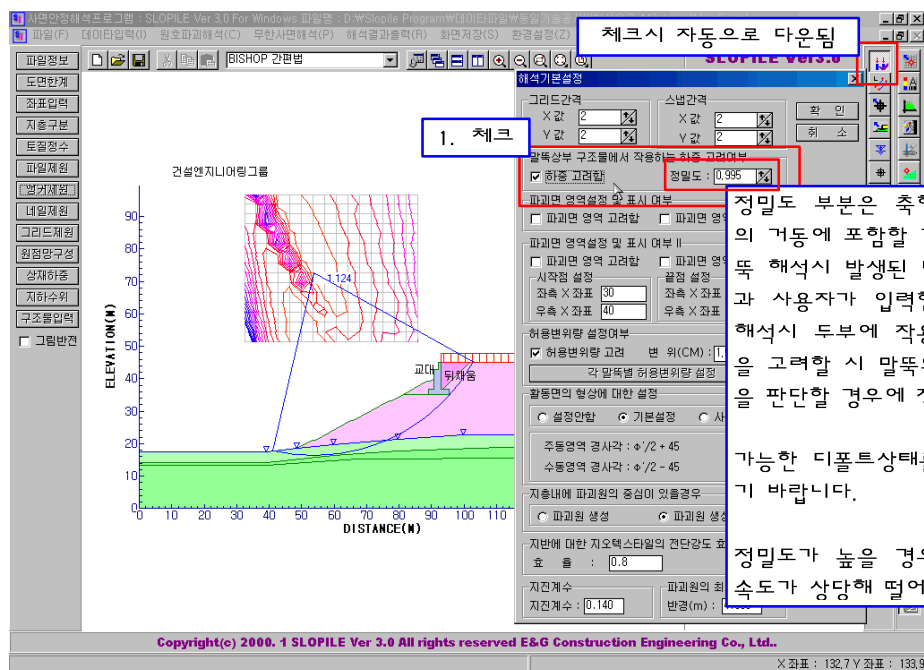 사면안정해석프로그램 : SLOPILE Ver 3,0 For Windows 파일명 : D:₩Slopile Program₩데이타파일₩동일기술공
파일(F) 데이타입력(I) 원호파괴해석(C) 무한사면해석(P) 해석결과출력(R) 화면저장(S) 환경설정(Z)
체크시 자동으로 다운됨
파일정보
도면한계
좌표입력
지층구분
토질정수
파일제원
앵커제원
네일제원
그리드제원
원점망구성
상재하중
지하수위
구조물입력
그림반전
BISHOP 간편법
SLOPILE Ver3.0
건설엔지니어링그룹
ELEVATION(M)
90
80
70
60
50
40
30
20
10
0
1,124
교대
뒤채움
0 10 20 30 40 50 60 70 80 90 100 110
DISTANCE(M)
1. 체크
해석기본설정
그리드간격
X 값 2
Y 값 2
스냅간격
X 값 2
Y 값 2
확 인
취 소
말뚝상부 구조물에서 작용하는 하중 고려여부
하중 고려함
정밀도 : 0,995
파괴면 영역설정 및 표시 여부
파괴면 영역 고려함 파괴면 영
파괴면 영역설정 및 표시 여부 II
파괴면 영역 고려함 파괴면 영
시작점 설정
좌측 X 좌표 30
우측 X 좌표 40
끝점 설정
좌측 X 좌표
우측 X 좌표
허용변위량 설정여부
허용변위량 고려 변 위(CM) : 1,
각 말뚝별 허용변위량 설정
활동면의 형상에 대한 설정
설정안함 기본설정 사
주동영역 경사각 : Φ'/2 + 45
수동영역 경사각 : Φ'/2 - 45
지층내에 파괴원의 중심이 있을경우
파괴원 생성 파괴원 생
지반에 대한 지오텍스타일의 전단강도 효
효 율 : 0.8
지진계수
지진계수 : 0.140
파괴원의 최
반경(m) :
정밀도 부분은 축
의 거동에 포함할
뚝 해석시 발생된
과 사용자가 입력
해석시 두부에 작
을 고려할 시 말뚝
을 판단할 경우에
가능한 디폴트상태
기 바랍니다.
정밀도가 높을 경
속도가 상당해 떨어
Copyright(c) 2000. 1 SLOPILE Ver 3.0 All rights reserved E&G Construction Engineering Co., Ltd..
X 좌표 : 132,7 Y 좌표 : 133,9